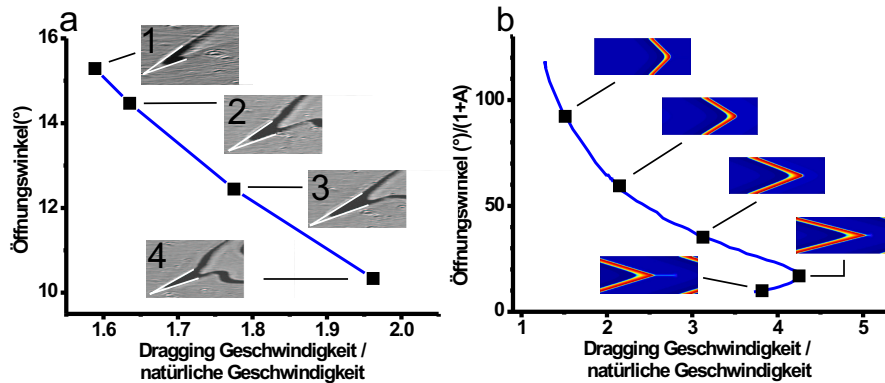 a
16
14
12
10
Öffnungswinkel(°)
1
2
3
4
1.6
1.7
1.8
1.9
2.0
Dragging Geschwindigkeit /
natürliche Geschwindigkeit
b
100
50
0
Öffnungswinkel (°)/(1+A)
1
2
3
4
5
Dragging Geschwindigkeit /
natürliche Geschwindigkeit